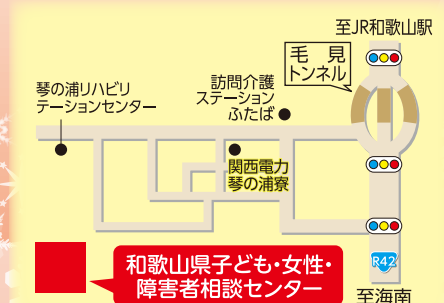 至JR和歌山駅
毛見
トンネル
訪問介護
ステーション
ふたば
琴の浦リハビリ
テーションセンター
関西電力
琴の浦寮
R42
和歌山県子ども・女性・
障害者相談センター
至海南